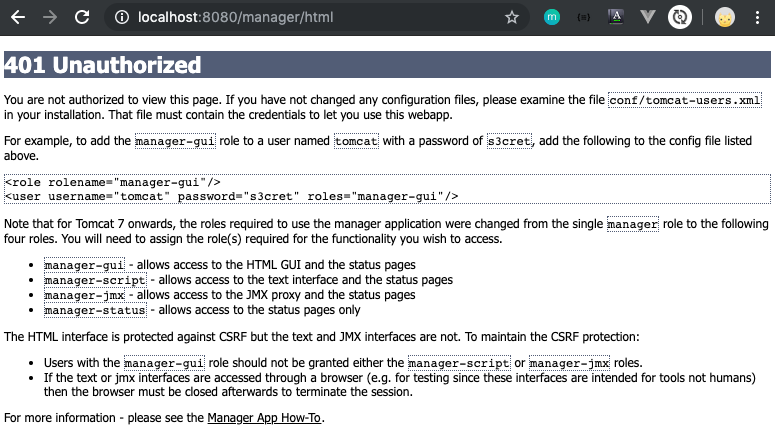 localhost:8080/manager/html
401 Unauthorized
You are not authorized to view this page. If you have not changed any configuration files, please examine the file conf/tomcat-users.xml
in your installation. That file must contain the credentials to let you use this webapp.
For example, to add the manager-gui role to a user named tomcat with a password of s3cret, add the following to the config file listed
above.
<role rolename="manager-gui"/>
<user username="tomcat" password="s3cret" roles="manager-gui"/>
Note that for Tomcat 7 onwards, the roles required to use the manager application were changed from the single manager role to the following
four roles. You will need to assign the role(s) required for the functionality you wish to access.
• manager-gui - allows access to the HTML GUI and the status pages
• manager-script - allows access to the text interface and the status pages
• manager-jmx - allows access to the JMX proxy and the status pages
• manager-status - allows access to the status pages only
The HTML interface is protected against CSRF but the text and JMX interfaces are not. To maintain the CSRF protection:
• Users with the manager-gui role should not be granted either the manager-script or manager-jmx roles.
• If the text or jmx interfaces are accessed through a browser (e.g. for testing since these interfaces are intended for tools not humans)
then the browser must be closed afterwards to terminate the session.
For more information - please see the Manager App How-To.